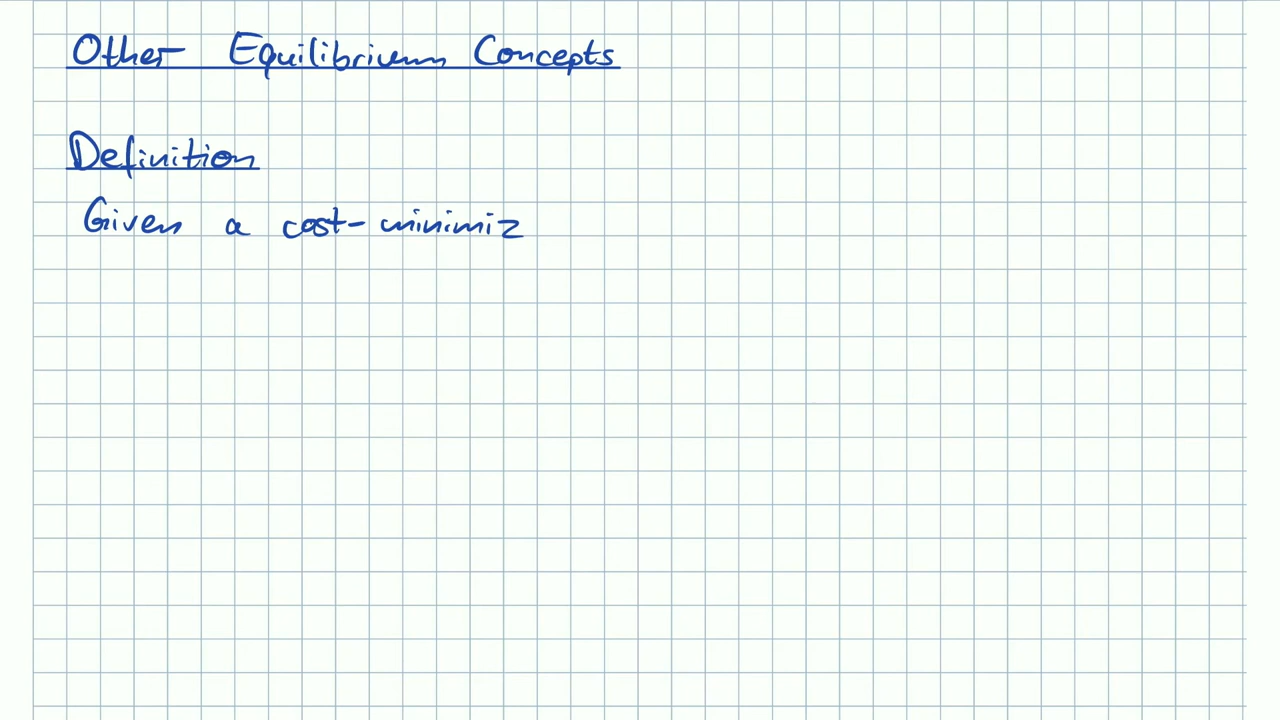 Other Equilibrium Concepts
Definition
Given a cost-minimiz